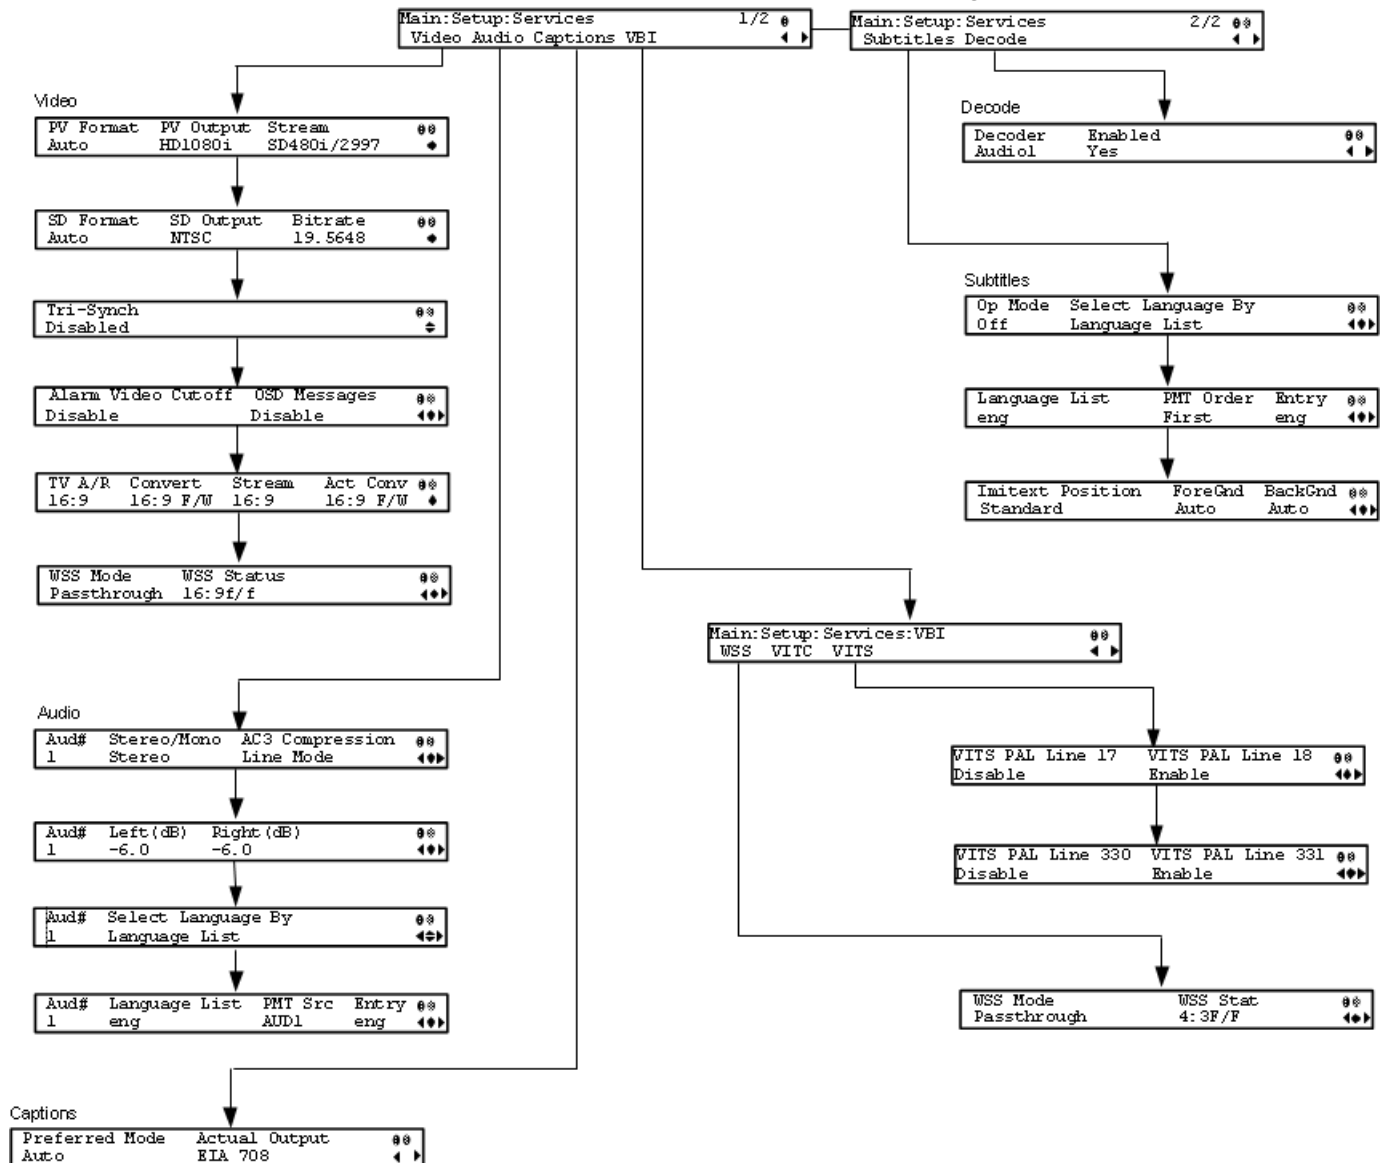 Main:Setup:Services 1/2
Video Audio Captions VBI
Main:Setup:Services 2/2
Subtitles Decode
Video
PV Format PV Output Stream
Auto HD1080i SD480i/2997
SD Format SD Output Bitrate
Auto NTSC 19.5648
Tri-Synch
Disabled
Alarm Video Cutoff OSD Messages
Disable Disable
TV A/R Convert Stream Act Conv
16:9 16:9 F/W 16:9 16:9 F/W
WSS Mode WSS Status
Passthrough 16:9f/f
Audio
Aud# Stereo/Mono AC3 Compression
1 Stereo Line Mode
Aud# Left(dB) Right(dB)
1 -6.0 -6.0
Aud# Select Language By
1 Language List
Aud# Language List PMT Src Entry
1 eng AUD1 eng
Captions
Preferred Mode Actual Output
Auto EIA 708
Decode
Decoder Enabled
Audio1 Yes
Subtitles
Op Mode Select Language By
Off Language List
Language List PMT Order Entry
eng First eng
Imitext Position ForeGnd BackGnd
Standard Auto Auto
Main:Setup:Services:VBI
WSS VITC VITS
VITS PAL Line 17 VITS PAL Line 18
Disable Enable
VITS PAL Line 330 VITS PAL Line 331
Disable Enable
WSS Mode WSS Stat
Passthrough 4:3F/F